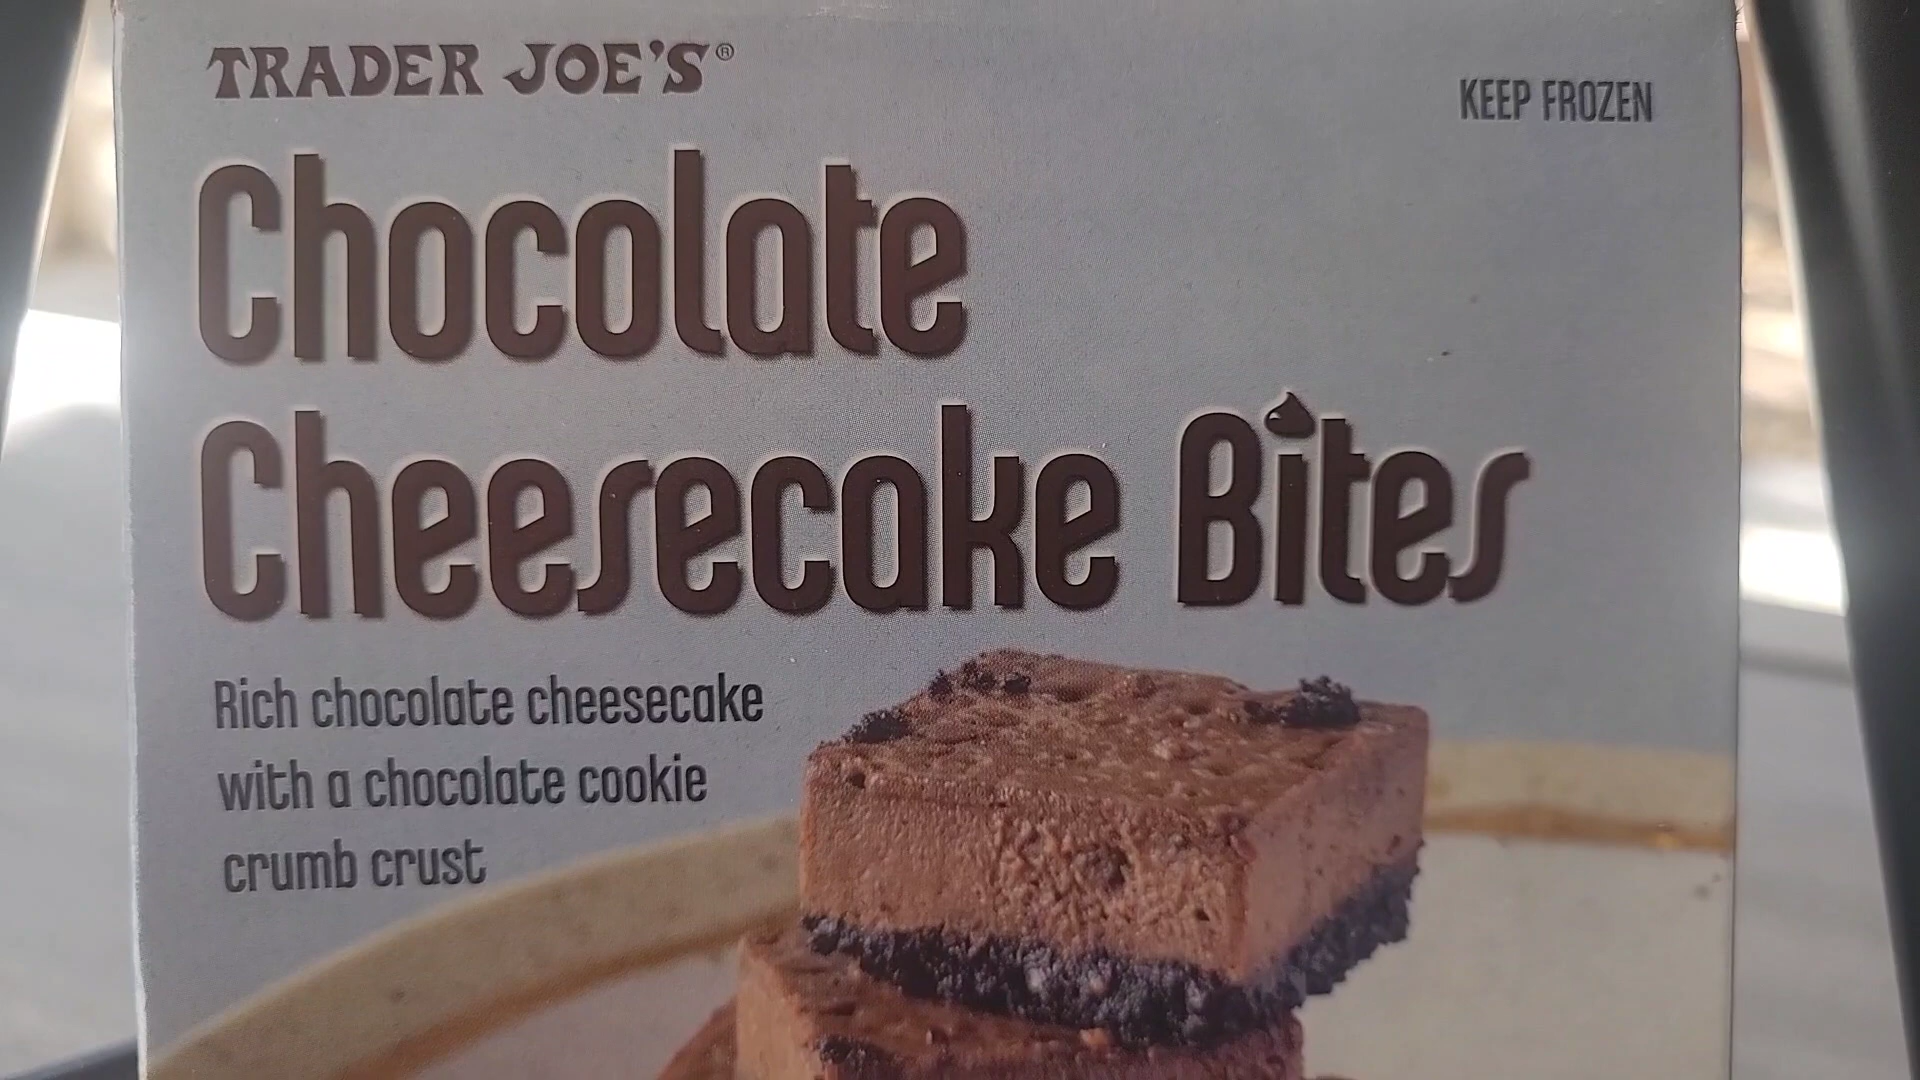 TRADER JOE'S®
KEEP FROZEN
Chocolate
Cheesecake Bites
Rich chocolate cheesecake
with a chocolate cookie
crumb crust